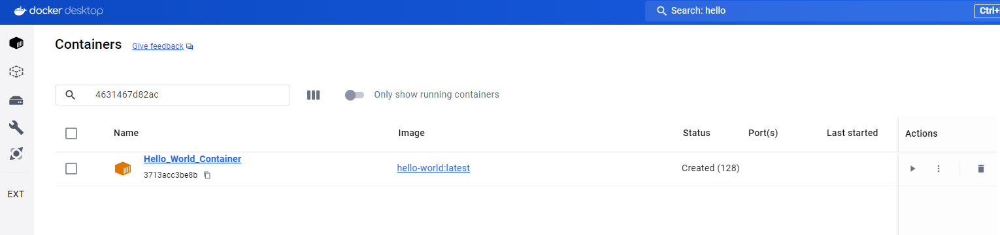 docker desktop
Search: hello
Ctrl+
Containers
Give feedback
4631467d82ac
Only show running containers
Name Image Status Port(s) Last started Actions
Hello_World_Container
3713acc3be8b
hello-world:latest
Created (128)
EXT